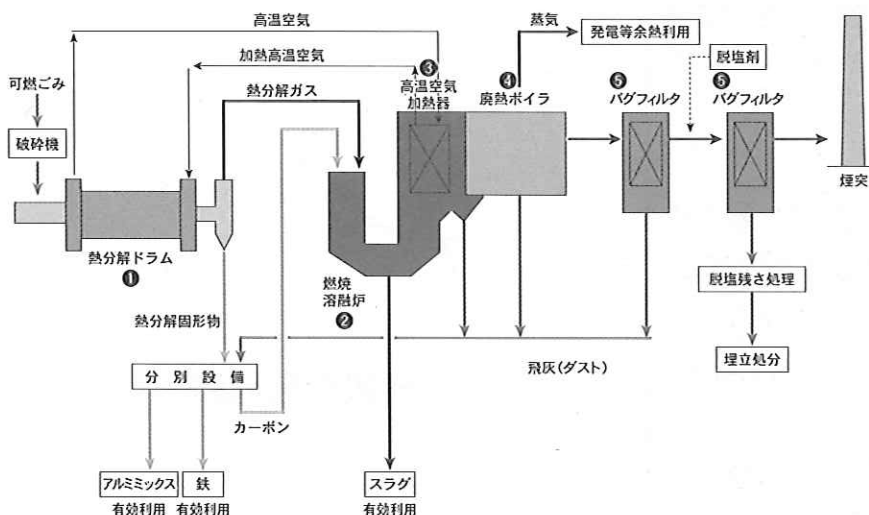 高温空気
蒸気
発電等余熱利用
脱塩剤
加熱高温空気
❸
高温空気
加熱器
❹
廃熱ボイラ
❺
バグフィルタ
❺
バグフィルタ
可燃ごみ
熱分解ガス
破砕機
煙突
熱分解ドラム
❶
燃焼
溶融炉
❷
脱塩残さ処理
熱分解固形物
飛灰(ダスト)
埋立処分
分別設備
カーボン
アルミミックス
鉄
スラグ
有効利用
有効利用
有効利用